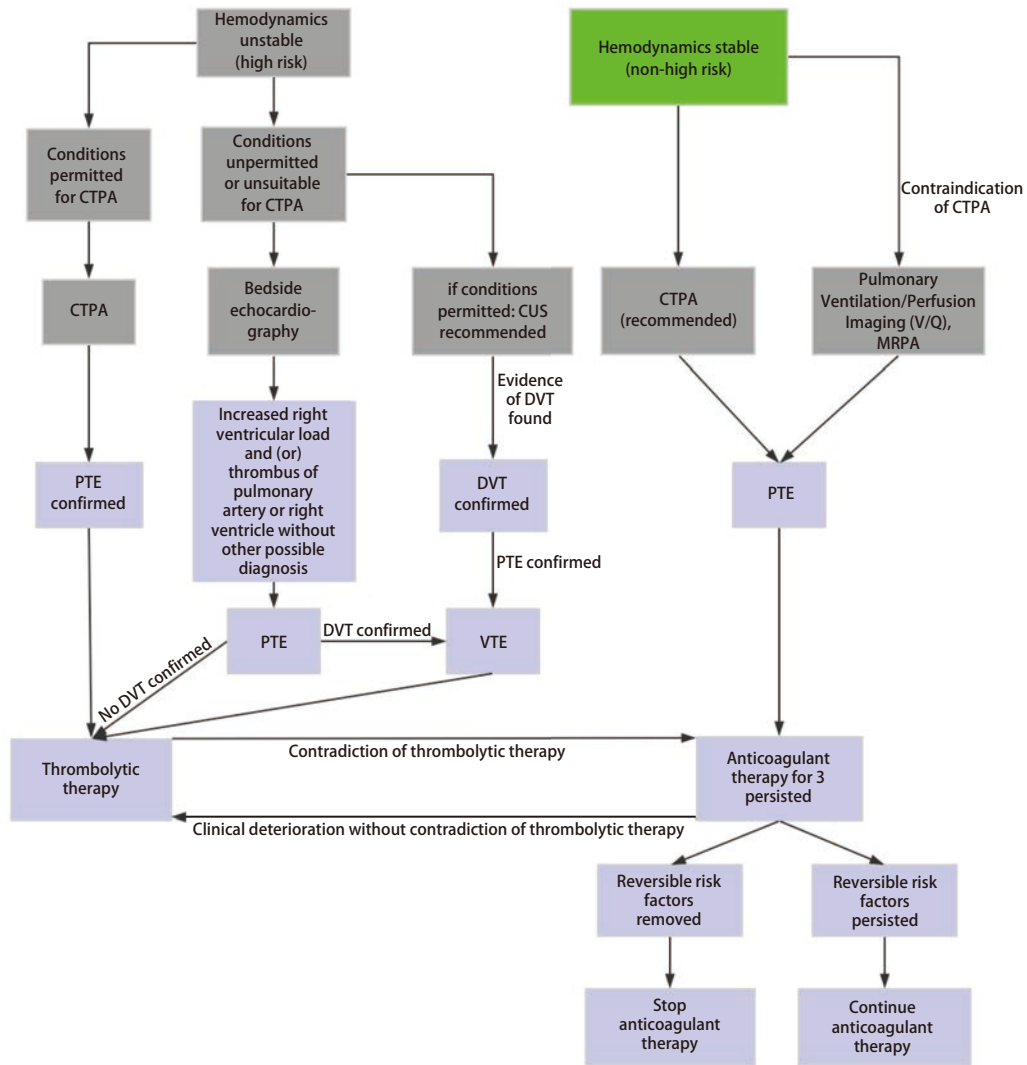 Hemodynamics
unstable
(high risk)
Hemodynamics stable
(non-high risk)
Conditions
permitted
for CTPA
Conditions
unpermitted
or unsuitable
for CTPA
Contraindication
of CTPA
CTPA
Bedside
echocardio-
graphy
if conditions
permitted: CUS
recommended
CTPA
(recommended)
Pulmonary
Ventilation/Perfusion
Imaging (V/Q),
MRPA
Evidence
of DVT
found
Increased right
ventricular load
and (or)
thrombus of
pulmonary
artery or right
ventricle without
other possible
diagnosis
PTE
confirmed
DVT
confirmed
PTE
PTE confirmed
PTE
DVT confirmed
VTE
No DVT confirmed
Thrombolytic
therapy
Contradiction of thrombolytic therapy
Anticoagulant
therapy for 3
persisted
Clinical deterioration without contradiction of thrombolytic therapy
Reversible risk
factors
removed
Reversible risk
factors
persisted
Stop
anticoagulant
therapy
Continue
anticoagulant
therapy